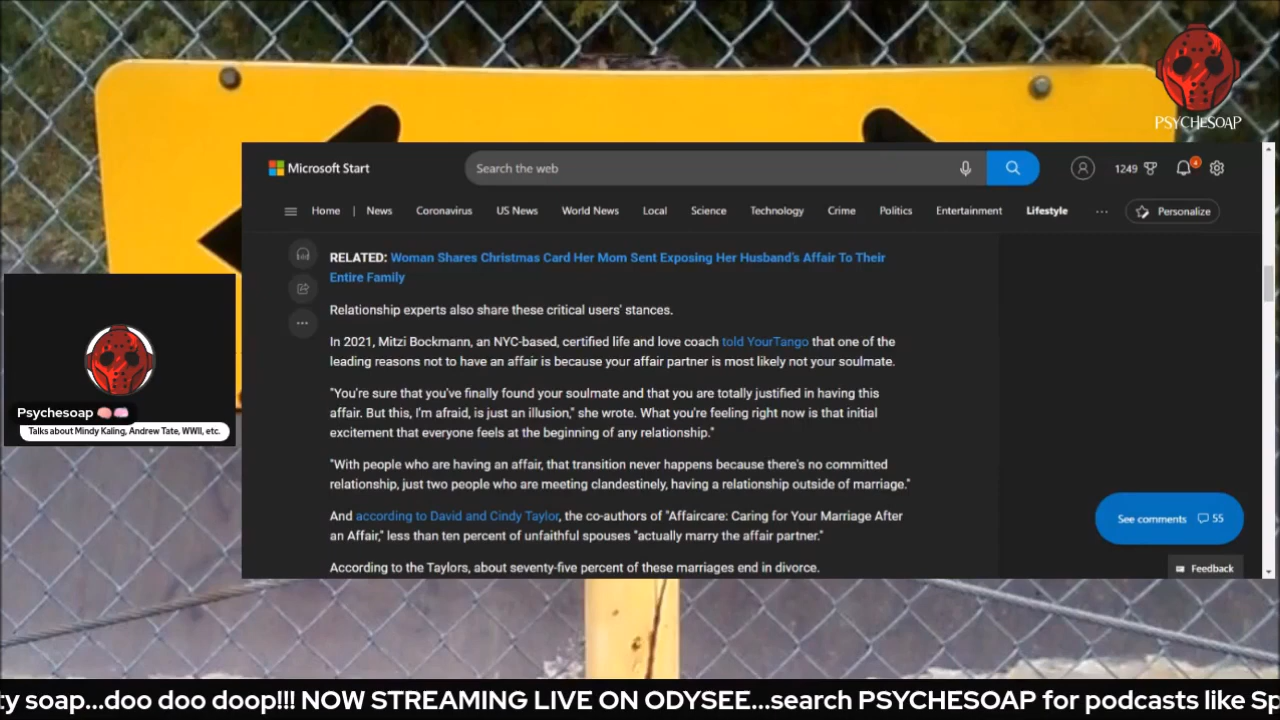 PSYCHESOAP
Microsoft Start
Search the web
1249
4
Home | News Coronavirus US News World News Local Science Technology Crime Politics Entertainment Lifestyle ... Personalize
RELATED: Woman Shares Christmas Card Her Mom Sent Exposing Her Husband's Affair To Their
Entire Family
Relationship experts also share these critical users' stances.
In 2021, Mitzi Bockmann, an NYC-based, certified life and love coach told YourTango that one of the
leading reasons not to have an affair is because your affair partner is most likely not your soulmate.
"You're sure that you've finally found your soulmate and that you are totally justified in having this
affair. But this, I'm afraid, is just an illusion," she wrote. What you're feeling right now is that initial
excitement that everyone feels at the beginning of any relationship."
"With people who are having an affair, that transition never happens because there's no committed
relationship, just two people who are meeting clandestinely, having a relationship outside of marriage."
And according to David and Cindy Taylor, the co-authors of "Affaircare: Caring for Your Marriage After
an Affair," less than ten percent of unfaithful spouses "actually marry the affair partner."
According to the Taylors, about seventy-five percent of these marriages end in divorce.
See comments 55
Feedback
Psychesoap
Talks about Mindy Kaling, Andrew Tate, WWII, etc.
ty soap...doo doo doop!!! NOW STREAMING LIVE ON ODYSEE...search PSYCHESOAP for podcasts like Sp